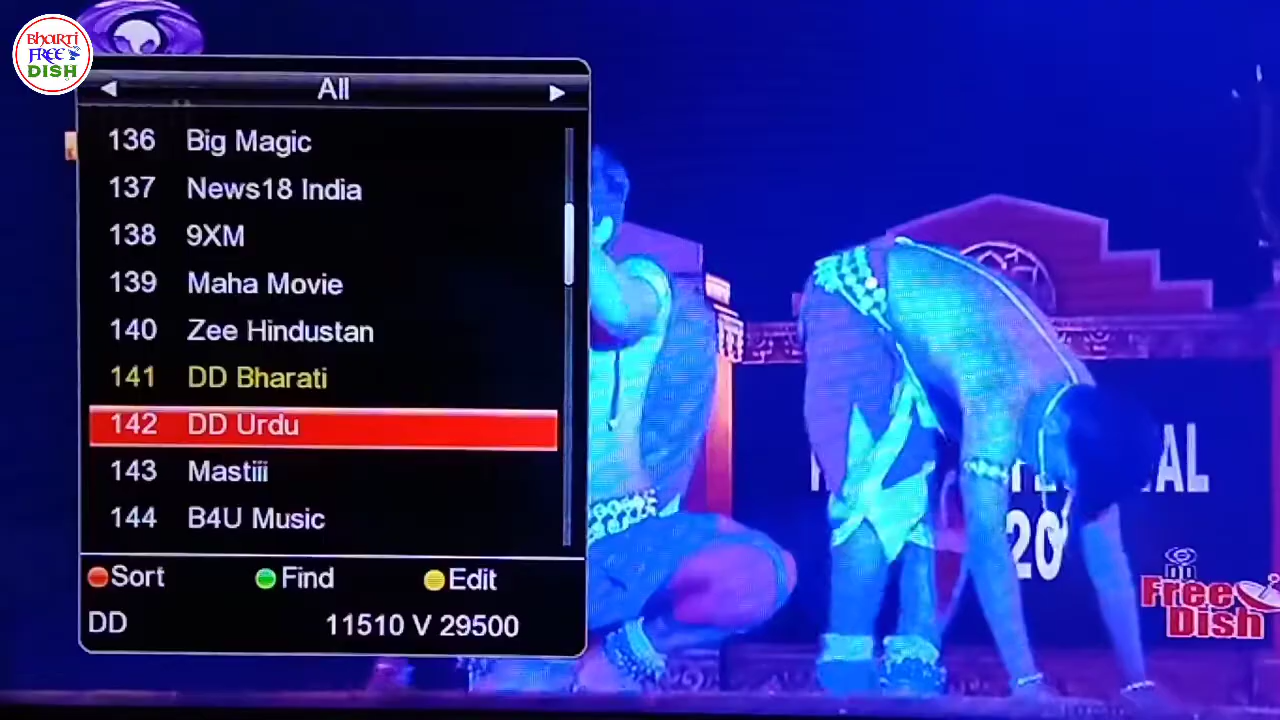 BHARTI
FREE
DISH
All
136 Big Magic
137 News18 India
138 9XM
139 Maha Movie
140 Zee Hindustan
141 DD Bharati
142 DD Urdu
143 Mastiii
144 B4U Music
Sort Find Edit
DD 11510 V 29500
AL
20
DD
Free
Dish